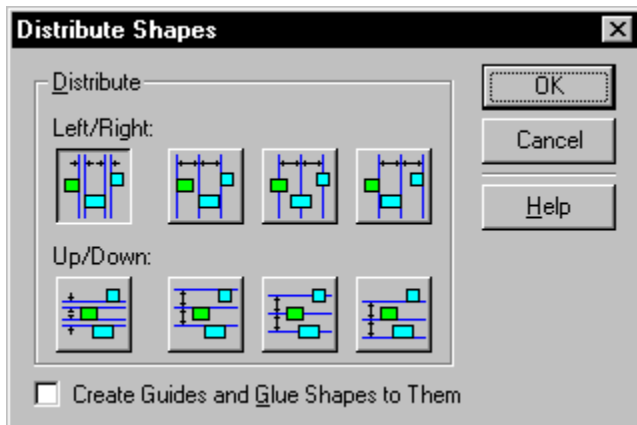 Distribute Shapes
Distribute
Left/Right:
Up/Down:
OK
Cancel
Help
Create Guides and Glue Shapes to Them